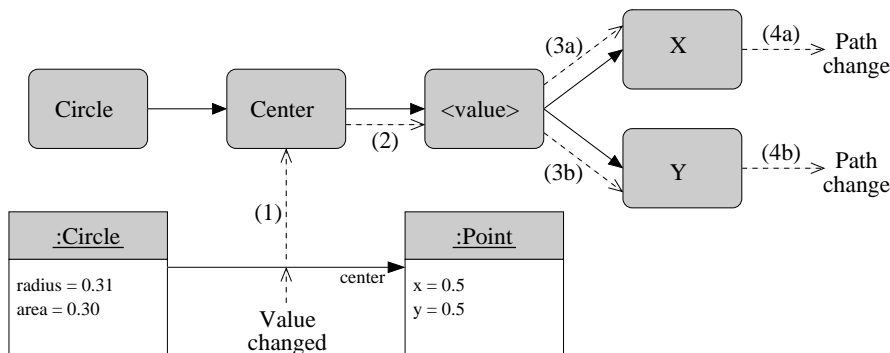 (3a)
X
(4a)
Path
change
Circle
Center
<value>
(2)
(3b)
Y
(4b)
Path
change
(1)
:Circle
radius = 0.31
area = 0.30
center
Value
changed
:Point
x = 0.5
y = 0.5